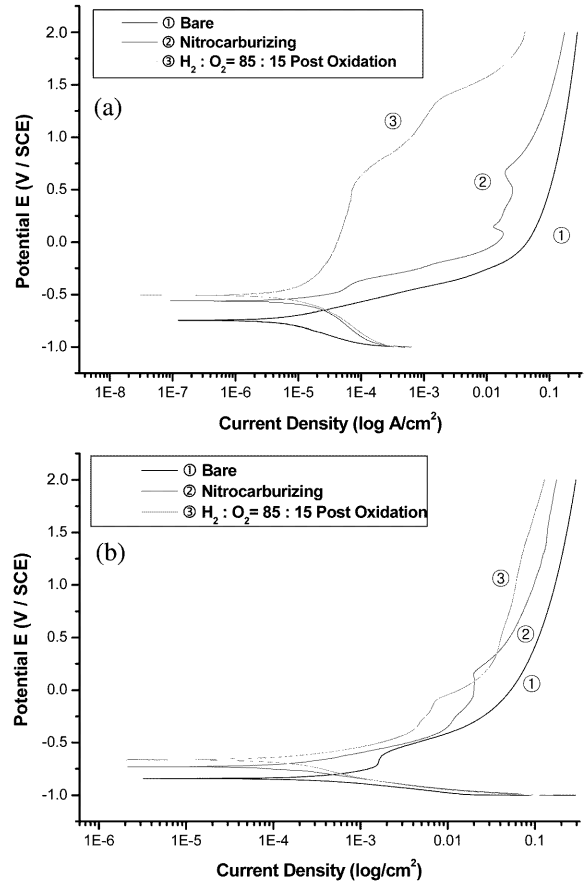 ① Bare
② Nitrocarburizing
③ H₂ : O₂= 85 : 15 Post Oxidation
(a)
2.0
1.5
1.0
0.5
0.0
-0.5
-1.0
Potential E (V / SCE)
③
②
①
1E-8 1E-7 1E-6 1E-5 1E-4 1E-3 0.01 0.1
Current Density (log A/cm²)
① Bare
② Nitrocarburizing
③ H₂ : O₂= 85 : 15 Post Oxidation
(b)
2.0
1.5
1.0
0.5
0.0
-0.5
-1.0
Potential E (V / SCE)
③
②
①
1E-6 1E-5 1E-4 1E-3 0.01 0.1
Current Density (log/cm²)